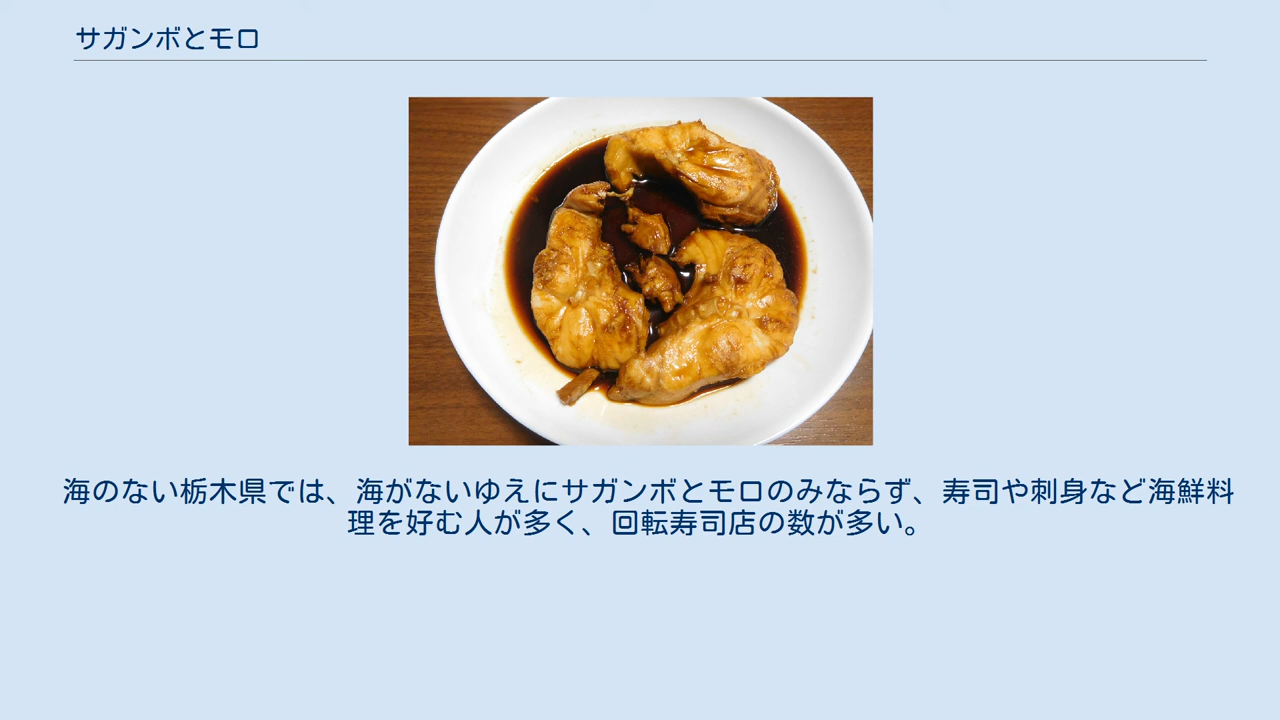 サガンボとモロ
海のない栃木県では、海がないゆえにサガンボとモロのみならず、寿司や刺身など海鮮料
理を好む人が多く、回転寿司店の数が多い。